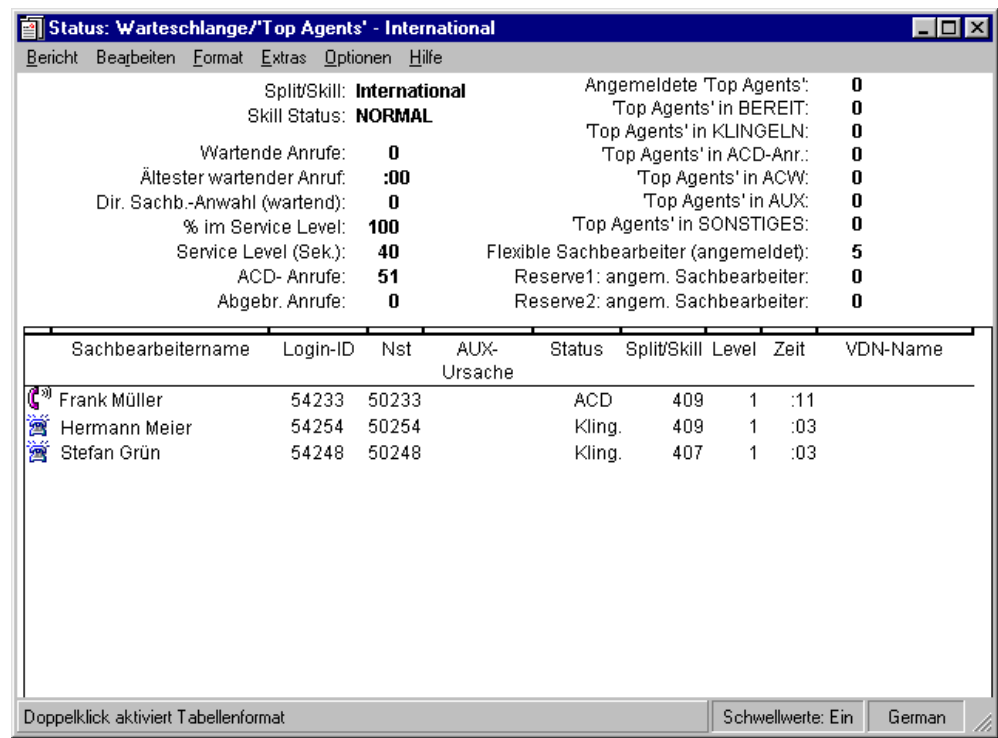 Status: Warteschlange/'Top Agents' - International
Bericht Bearbeiten Format Extras Optionen Hilfe
Split/Skill: International
Skill Status: NORMAL
Wartende Anrufe: 0
Ältester wartender Anruf: :00
Dir. Sachb.-Anwahl (wartend): 0
% im Service Level: 100
Service Level (Sek.): 40
ACD- Anrufe: 51
Abgebr. Anrufe: 0
Angemeldete 'Top Agents': 0
'Top Agents' in BEREIT: 0
'Top Agents' in KLINGELN: 0
'Top Agents' in ACD-Anr.: 0
'Top Agents' in ACW: 0
'Top Agents' in AUX: 0
'Top Agents' in SONSTIGES: 0
Flexible Sachbearbeiter (angemeldet): 5
Reserve1: angem. Sachbearbeiter: 0
Reserve2: angem. Sachbearbeiter: 0
Sachbearbeitername Login-ID Nst AUX-Ursache Status Split/Skill Level Zeit VDN-Name
Frank Müller 54233 50233 ACD 409 1 :11
Hermann Meier 54254 50254 Kling. 409 1 :03
Stefan Grün 54248 50248 Kling. 407 1 :03
Doppelklick aktiviert Tabellenformat Schwellwerte: Ein German